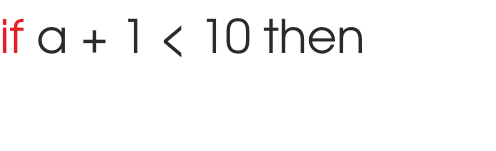 if a + 1 < 10 then